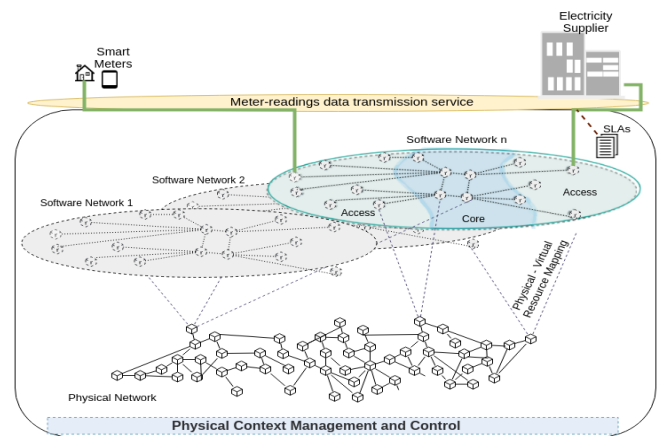 Electricity
Supplier
Smart
Meters
Meter-readings data transmission service
SLAs
Software Network n
Software Network 2
Software Network 1
Access
Access
Core
Physical - Virtual
Resource Mapping
Physical Network
Physical Context Management and Control